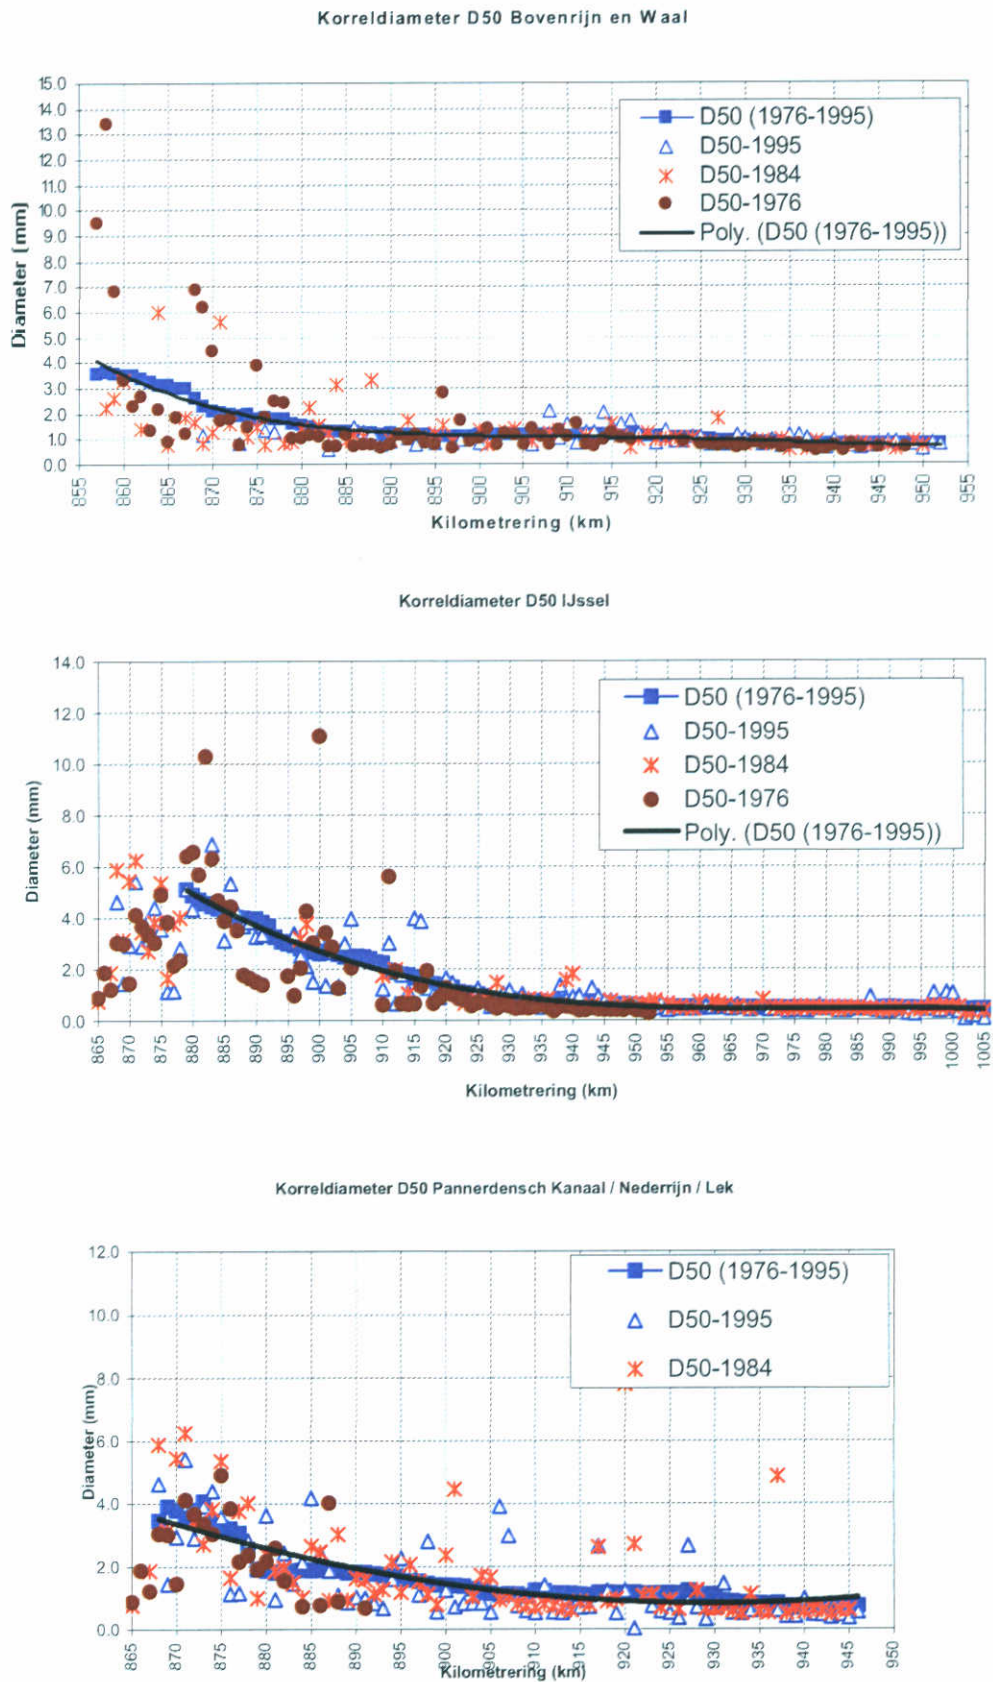 Korreldiameter D50 Bovenrijn en Waal
15.0
14.0
13.0
12.0
11.0
10.0
9.0
8.0
7.0
6.0
5.0
4.0
3.0
2.0
1.0
0.0
Diameter (mm)
D50 (1976-1995)
D50-1995
D50-1984
D50-1976
Poly. (D50 (1976-1995))
855 860 865 870 875 880 885 890 895 900 905 910 915 920 925 930 935 940 945 950 955
Kilometrering (km)
Korreldiameter D50 IJssel
14.0
12.0
10.0
8.0
6.0
4.0
2.0
0.0
Diameter (mm)
D50 (1976-1995)
D50-1995
D50-1984
D50-1976
Poly. (D50 (1976-1995))
865 870 875 880 885 890 895 900 905 910 915 920 925 930 935 940 945 950 955 960 965 970 975 980 985 990 995 1000 1005
Kilometrering (km)
Korreldiameter D50 Pannerdensch Kanaal / Nederrijn / Lek
12.0
10.0
8.0
6.0
4.0
2.0
0.0
Diameter (mm)
D50 (1976-1995)
D50-1995
D50-1984
865 870 875 880 885 890 895 900 905 910 915 920 925 930 935 940 945 950
Kilometrering (km)